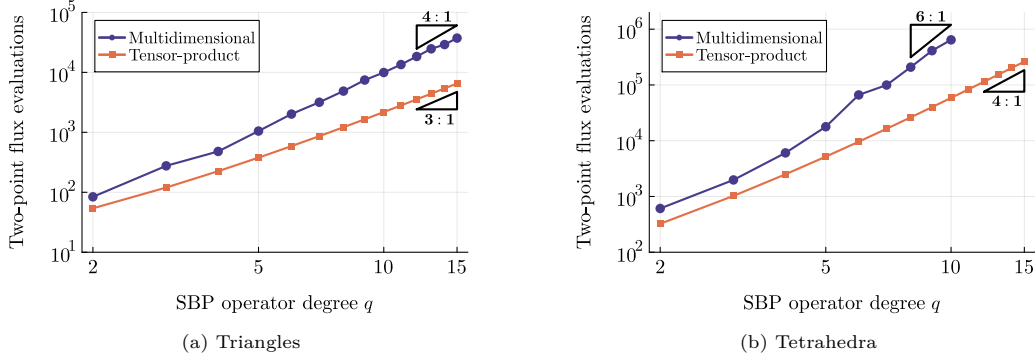 Two-point flux evaluations
10^5
10^4
10^3
10^2
10^1
Multidimensional
Tensor-product
4 : 1
3 : 1
2
5
10
15
SBP operator degree q
(a) Triangles
Two-point flux evaluations
10^6
10^5
10^4
10^3
10^2
Multidimensional
Tensor-product
6 : 1
4 : 1
2
5
10
15
SBP operator degree q
(b) Tetrahedra